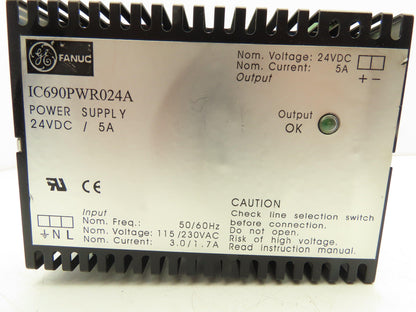 GE FANUC
IC690PWR024A
POWER SUPPLY
24VDC / 5A
Nom. Voltage: 24VDC
Nom. Current: 5A
Output + −
Output
OK
Input
Nom. Freq.: 50/60Hz
N L Nom. Voltage: 115/230VAC
Nom. Current: 3.0/1.7A
CAUTION
Check line selection switch
before connection.
Do not open.
Risk of high voltage.
Read instruction manual.